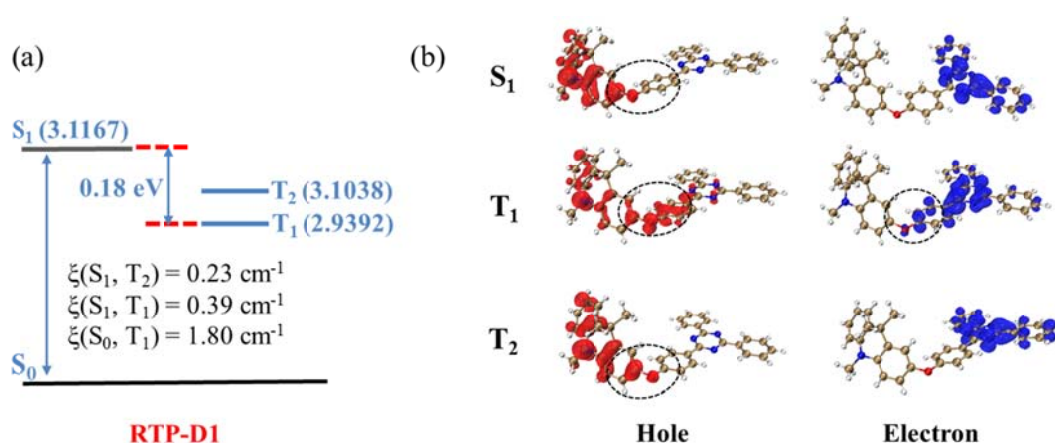 (a)
S₁ (3.1167)
0.18 eV
T₂ (3.1038)
T₁ (2.9392)
ξ(S₁, T₂) = 0.23 cm⁻¹
ξ(S₁, T₁) = 0.39 cm⁻¹
ξ(S₀, T₁) = 1.80 cm⁻¹
S₀
RTP-D1
(b)
S₁
T₁
T₂
Hole Electron